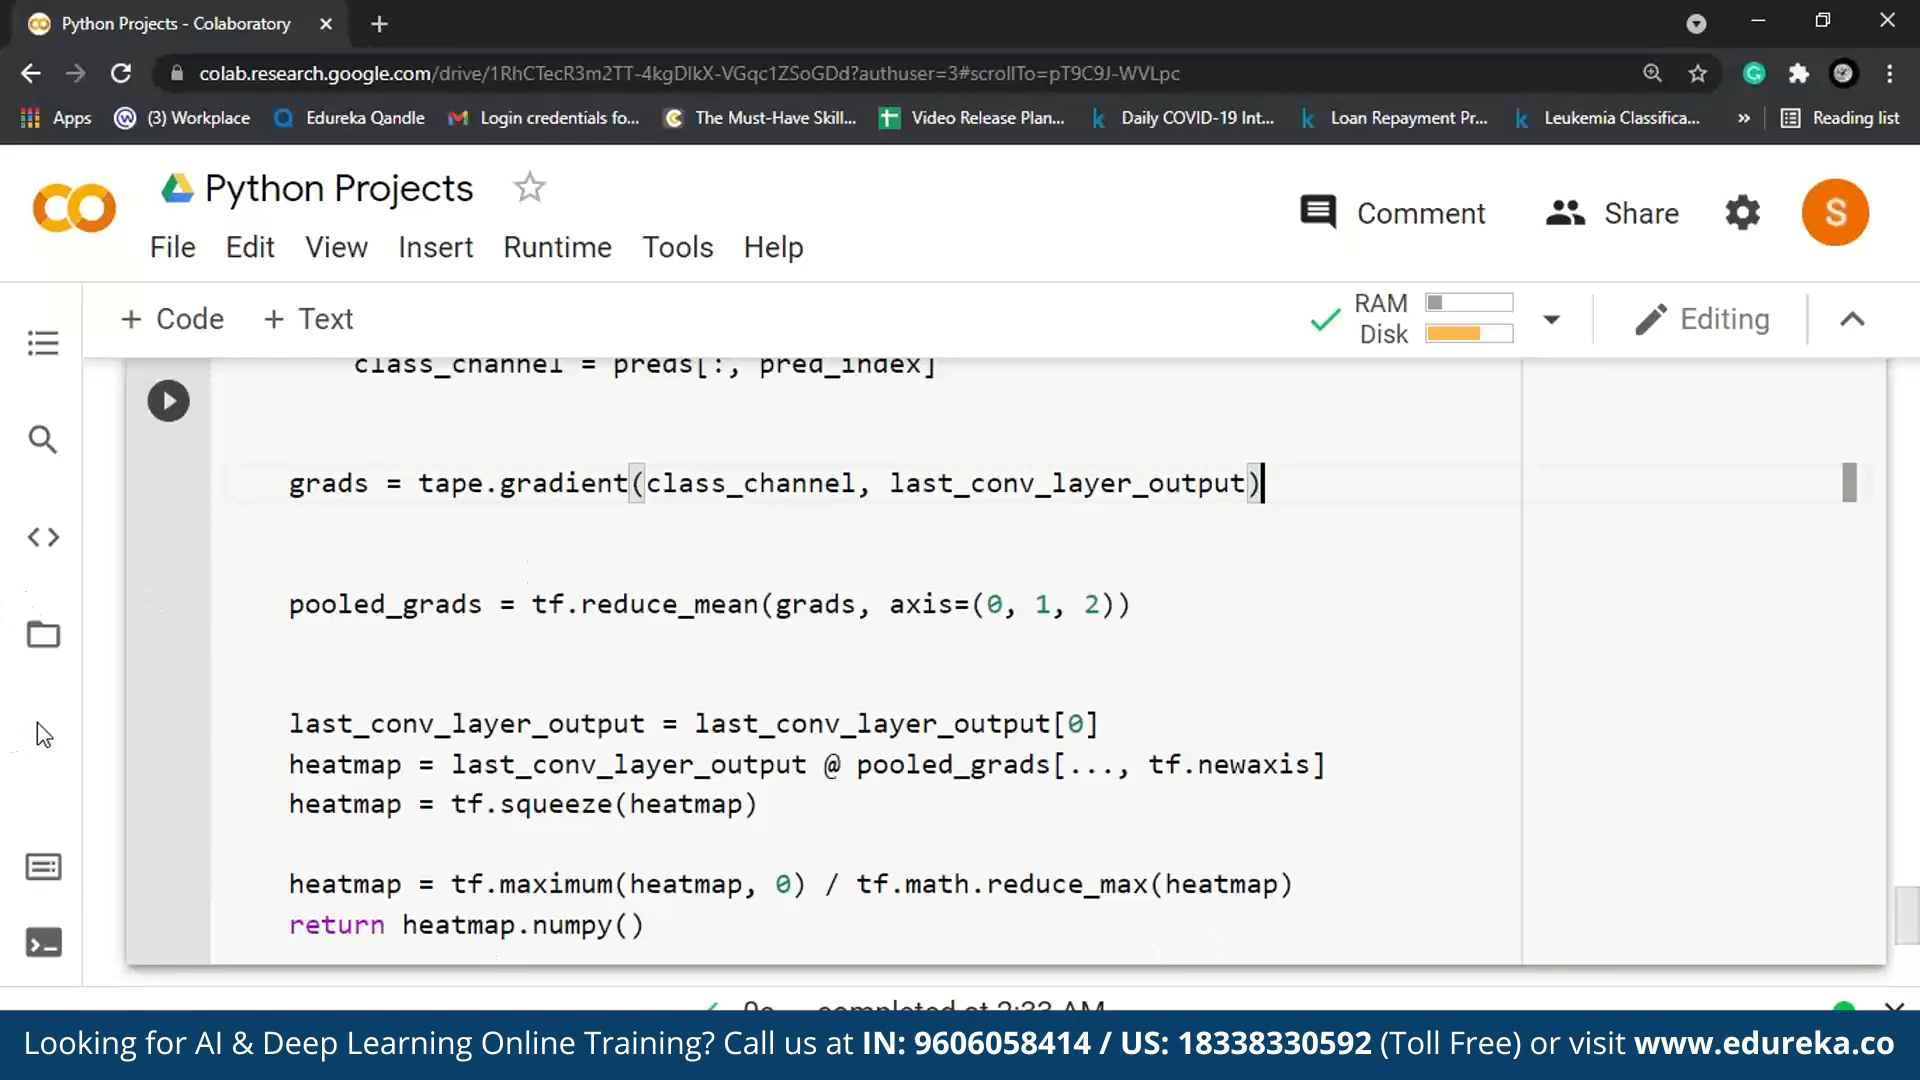 Python Projects - Colaboratory
colab.research.google.com/drive/1RhCTecR3m2TT-4kgDlkX-VGqc1ZSoGDd?authuser=3#scrollTo=pT9C9J-WVLpc
Apps (3) Workplace Edureka Qandle Login credentials fo... The Must-Have Skill... Video Release Plan... Daily COVID-19 Int... Loan Repayment Pr... Leukemia Classifica... » Reading list
Python Projects
Comment Share S
File Edit View Insert Runtime Tools Help
+ Code + Text RAM Disk Editing
class_channel = preds[:, pred_index]
grads = tape.gradient(class_channel, last_conv_layer_output)
pooled_grads = tf.reduce_mean(grads, axis=(0, 1, 2))
last_conv_layer_output = last_conv_layer_output[0]
heatmap = last_conv_layer_output @ pooled_grads[..., tf.newaxis]
heatmap = tf.squeeze(heatmap)
heatmap = tf.maximum(heatmap, 0) / tf.math.reduce_max(heatmap)
return heatmap.numpy()
completed at 2:33 AM
Looking for AI & Deep Learning Online Training? Call us at IN: 9606058414 / US: 18338330592 (Toll Free) or visit www.edureka.co